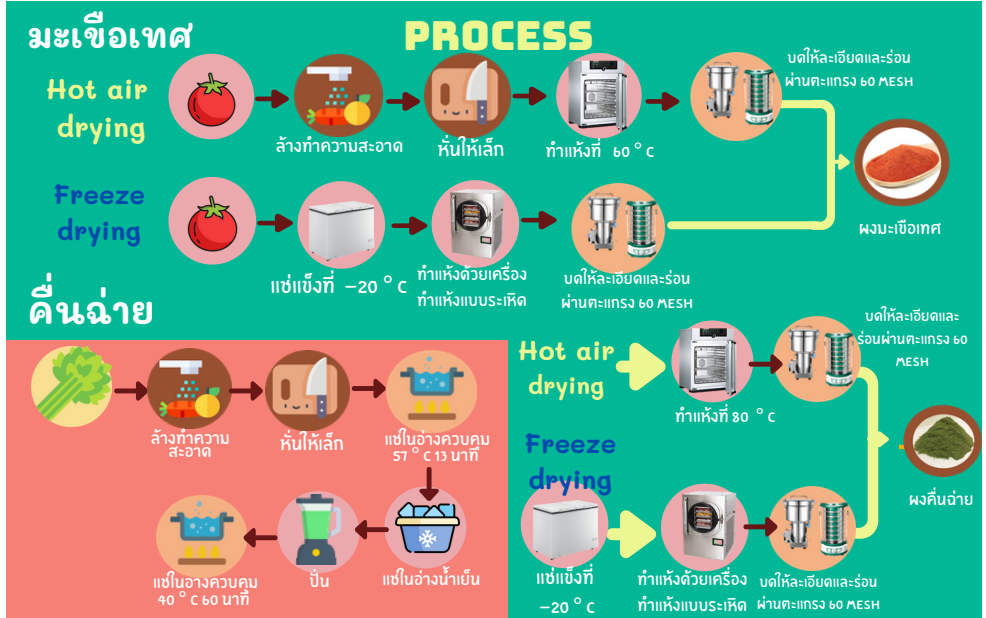 มะเขือเทศ
PROCESS
Hot air
drying
ล้างทำความสะอาด
หั่นให้เล็ก
ทำแห้งที่ 60 °C
บดให้ละเอียดและร่อน
ผ่านตะแกรง 60 MESH
Freeze
drying
แช่แข็งที่ -20 °C
ทำแห้งด้วยเครื่อง
ทำแห้งแบบระเหิด
บดให้ละเอียดและร่อน
ผ่านตะแกรง 60 MESH
ผงมะเขือเทศ
คื่นฉ่าย
ล้างทำความ
สะอาด
หั่นให้เล็ก
แช่ในอ่างควบคุม
57 °C 13 นาที
แช่ในอ่างน้ำเย็น
ปั่น
แช่ในอ่างควบคุม
40 °C 60 นาที
Hot air
drying
ทำแห้งที่ 80 °C
บดให้ละเอียดและ
ร่อนผ่านตะแกรง 60
MESH
Freeze
drying
แช่แข็งที่
-20 °C
ทำแห้งด้วยเครื่อง
ทำแห้งแบบระเหิด
บดให้ละเอียดและร่อน
ผ่านตะแกรง 60 MESH
ผงคื่นฉ่าย